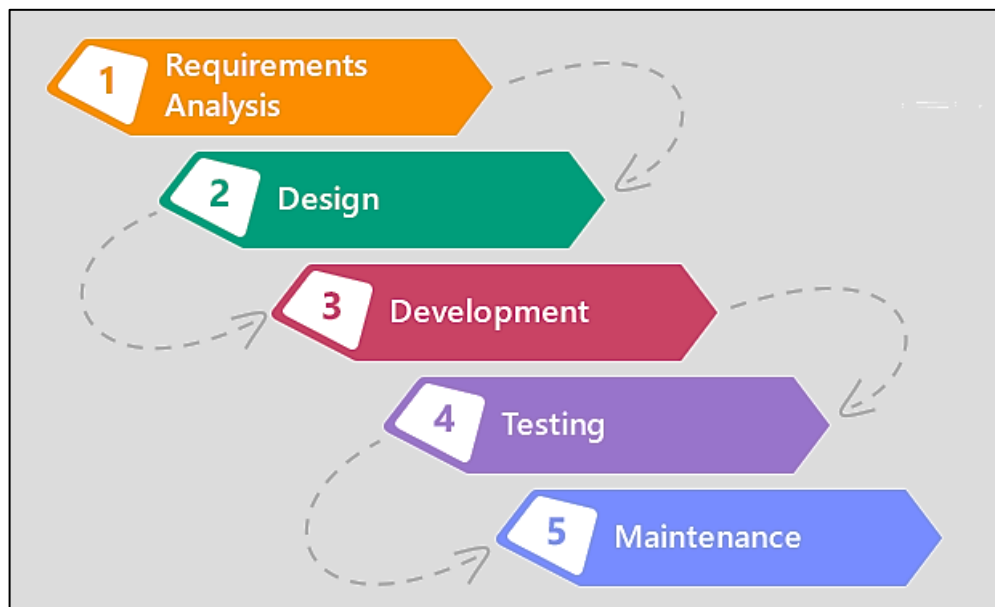 1
Requirements
Analysis
2
Design
3
Development
4
Testing
5
Maintenance